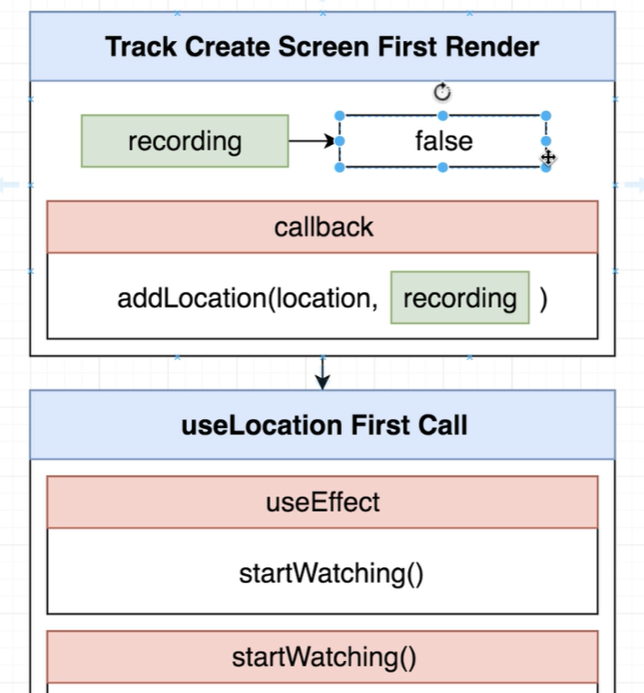 Track Create Screen First Render
recording
false
callback
addLocation(location, recording )
useLocation First Call
useEffect
startWatching()
startWatching()